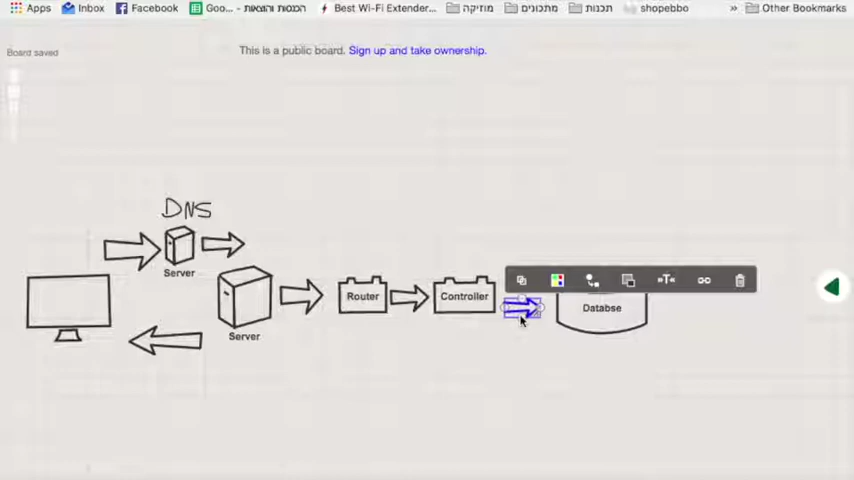 Apps Inbox Facebook Goo... הכנסות והוצאות - Best Wi-Fi Extender... מוזיקה מתכונים תכנות shopebbo » Other Bookmarks
Board saved
This is a public board. Sign up and take ownership.
DNS
Server
Router
Controller
»T«
Databse
Server